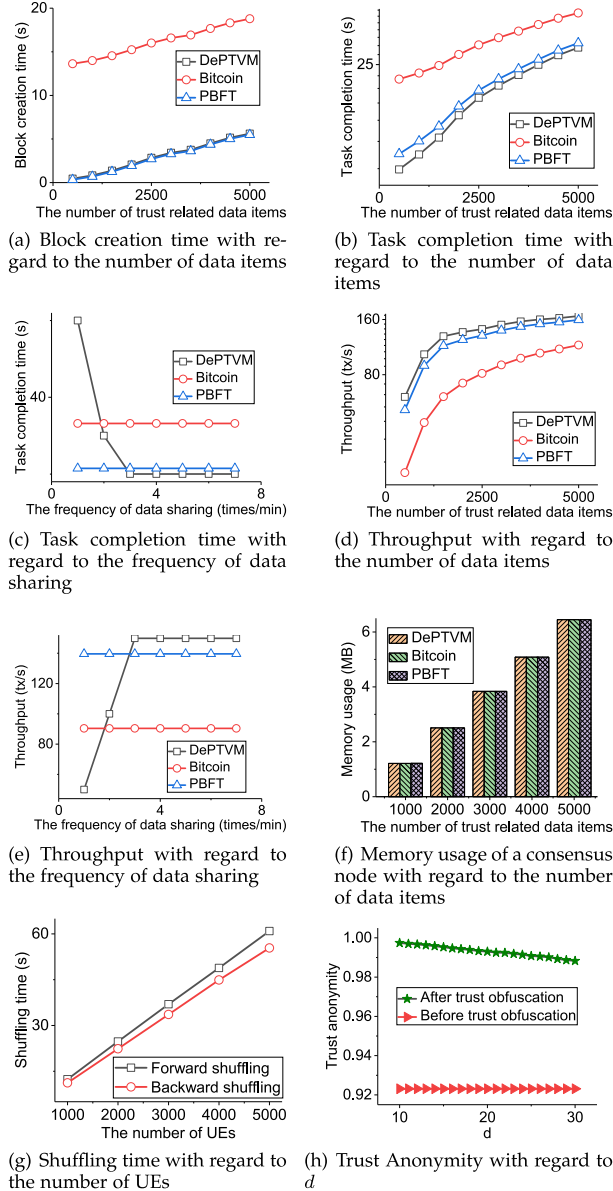 20
10
0
Block creation time (s)
DePTVM
Bitcoin
PBFT
0 2500 5000
The number of trust related data items
(a) Block creation time with re-
gard to the number of data items
25
Task completion time (s)
DePTVM
Bitcoin
PBFT
0 2500 5000
The number of trust related data items
(b) Task completion time with
regard to the number of data
items
40
Task completion time (s)
DePTVM
Bitcoin
PBFT
0 4 8
The frequency of data sharing (times/min)
(c) Task completion time with
regard to the frequency of data
sharing
160
80
Throughput (tx/s)
DePTVM
Bitcoin
PBFT
0 2500 5000
The number of trust related data items
(d) Throughput with regard to
the number of data items
120
80
Throughput (tx/s)
DePTVM
Bitcoin
PBFT
0 4 8
The frequency of data sharing (times/min)
(e) Throughput with regard to
the frequency of data sharing
6
4
2
0
Memory usage (MB)
DePTVM
Bitcoin
PBFT
1000 2000 3000 4000 5000
The number of trust related data items
(f) Memory usage of a consensus
node with regard to the number
of data items
60
30
Shuffling time (s)
Forward shuffling
Backward shuffling
1000 2000 3000 4000 5000
The number of UEs
(g) Shuffling time with regard to
the number of UEs
1.00
0.98
0.96
0.94
0.92
Trust anonymity
After trust obfuscation
Before trust obfuscation
10 20 30
d
(h) Trust Anonymity with regard to
d